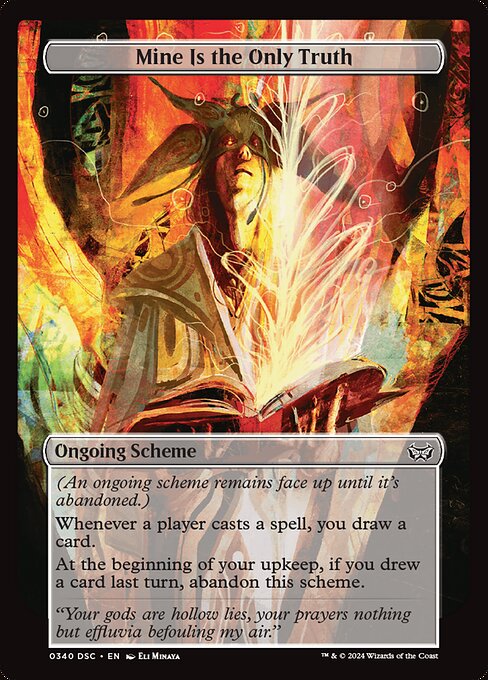 Mine Is the Only Truth
Ongoing Scheme
(An ongoing scheme remains face up until it's
abandoned.)
Whenever a player casts a spell, you draw a
card.
At the beginning of your upkeep, if you drew
a card last turn, abandon this scheme.
"Your gods are hollow lies, your prayers nothing
but effluvia befouling my air."
0340 DSC • EN Eli Minaya
™ & © 2024 Wizards of the Coast